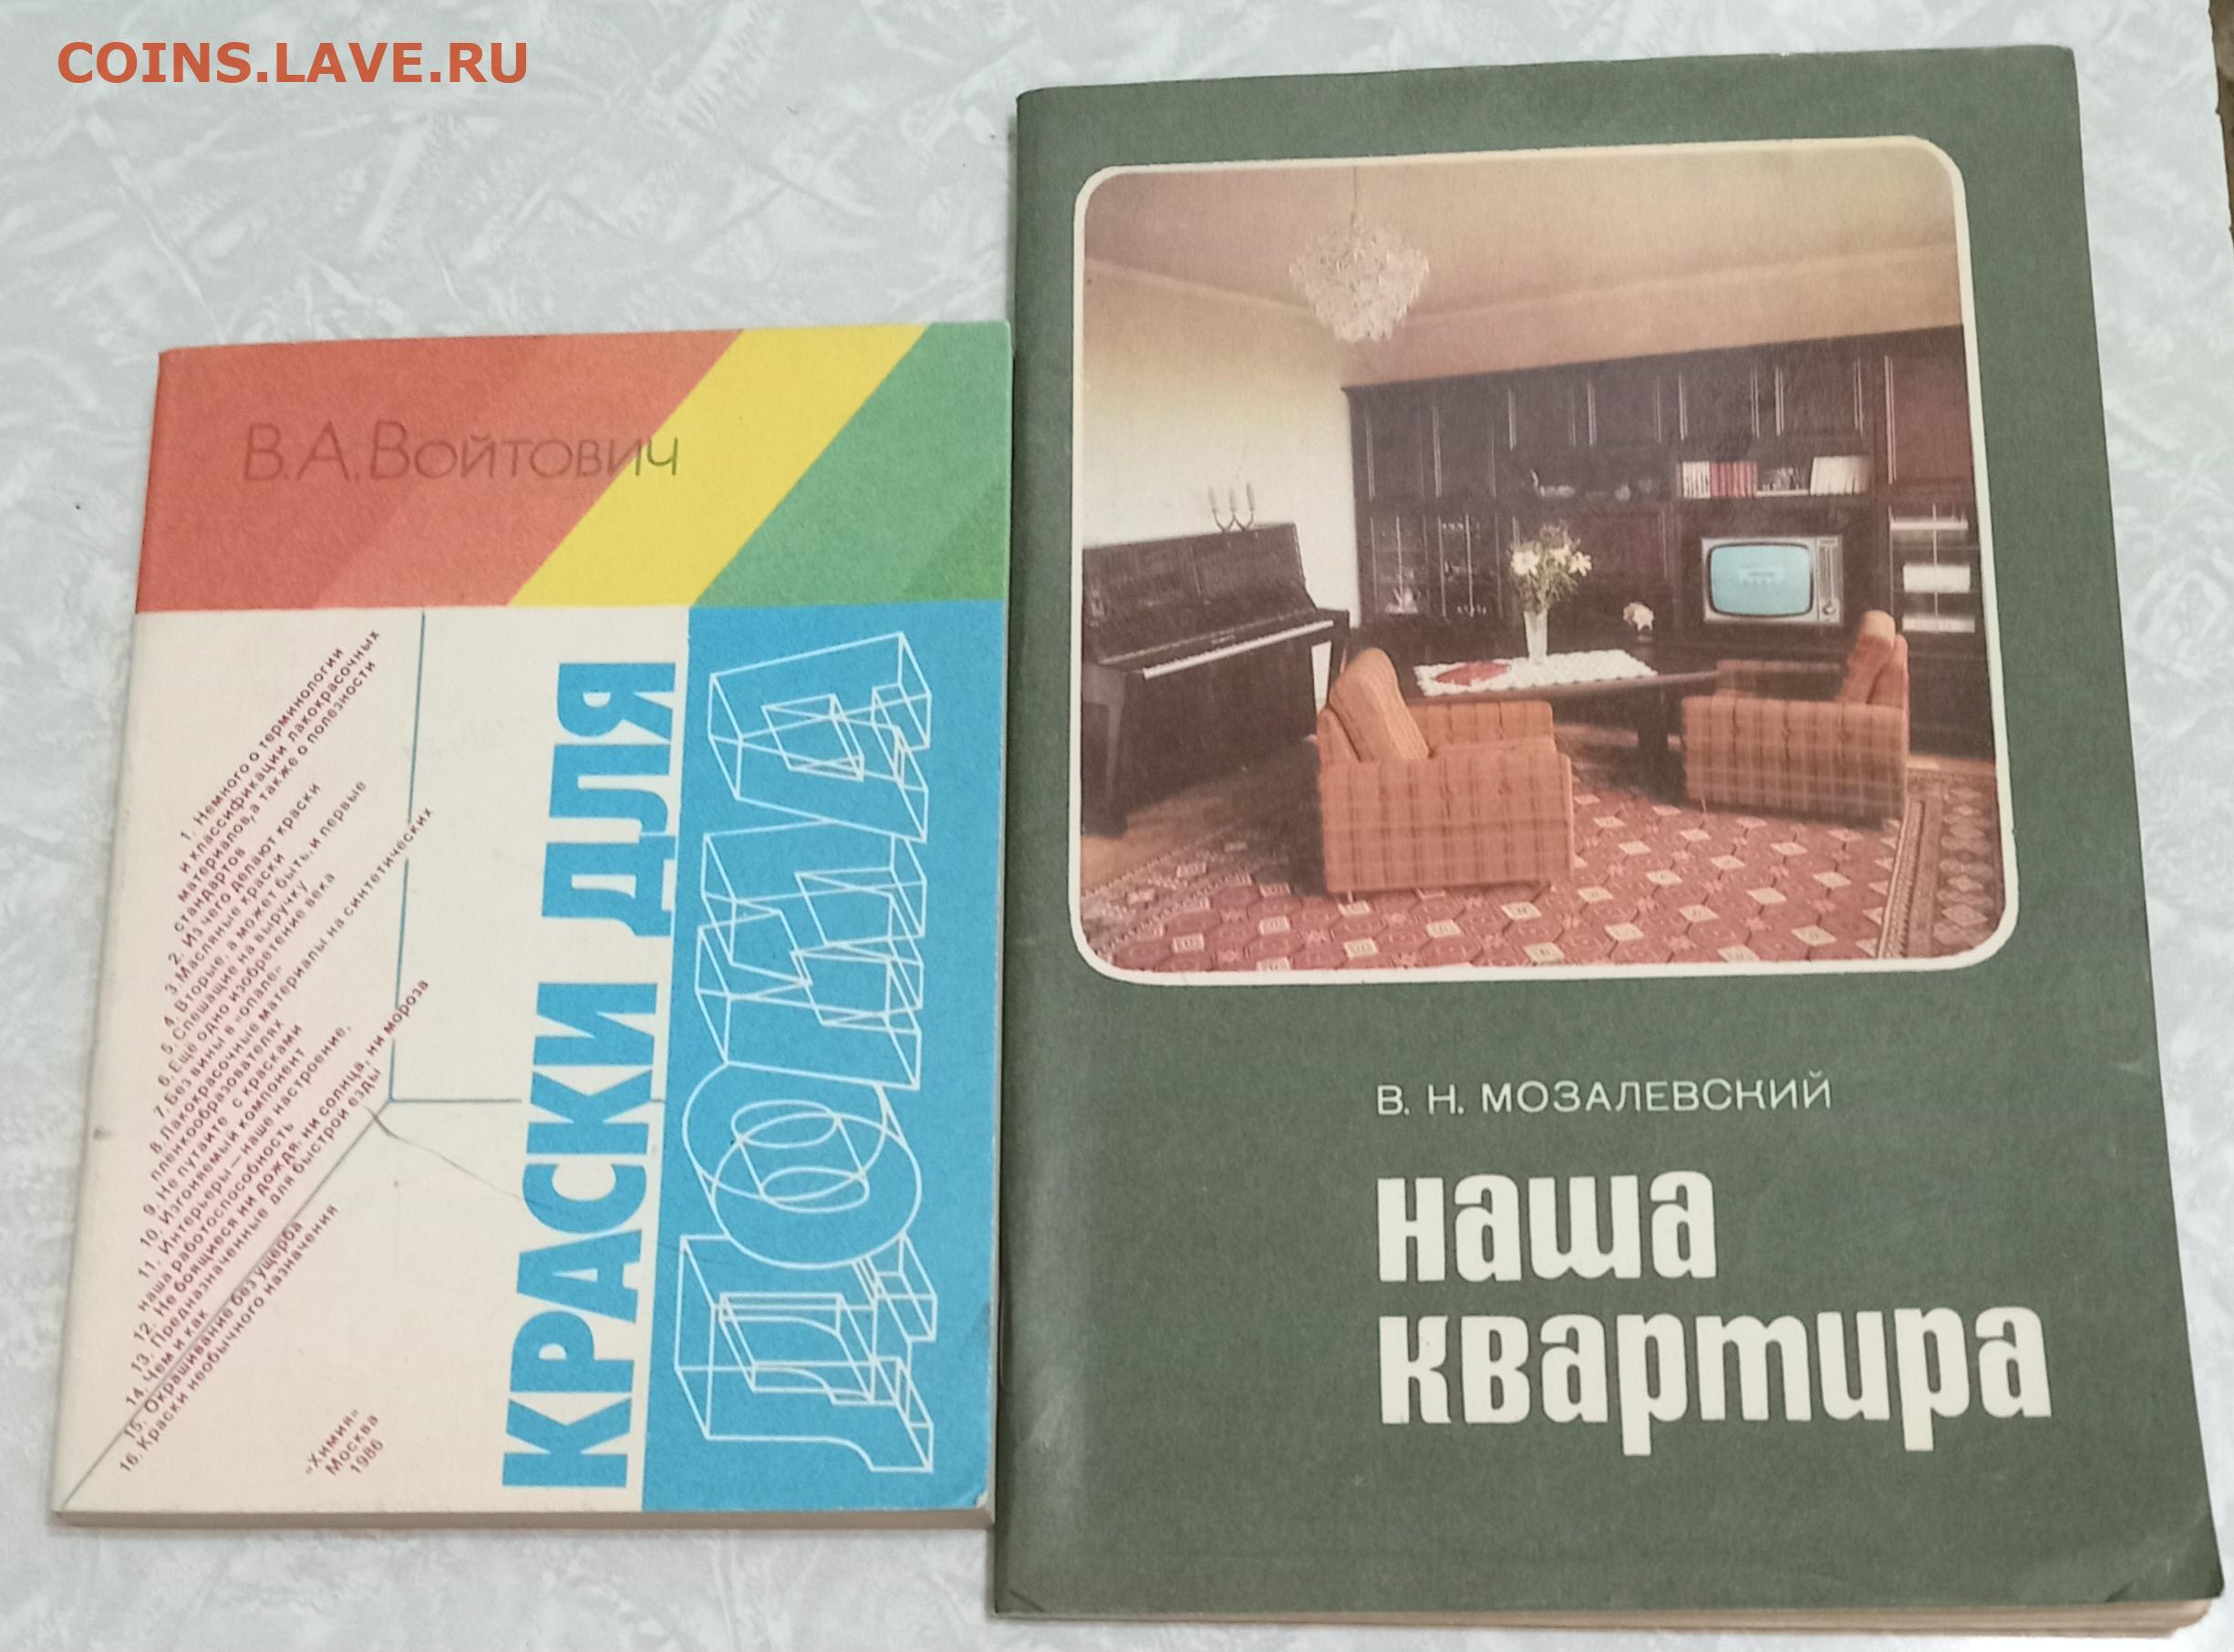 COINS.LAVE.RU
В.А.Войтович
1. Немного о терминологии
и классификации лакокрасочных
материалов, а также о полезности
стандартов
2. Из чего делают краски
3. Масляные краски
4. Вторые, а может быть, и первые
5. Спешащие на выручку
6. Еще одно изобретение века
7. Без вины в «опале»
8. Лакокрасочные материалы на синтетических
пленкообразователях
9. Не путайте с красками
10. Изгоняемый компонент
11. Интерьеры — наше настроение,
наша работоспособность
12. Не боящиеся ни дождя, ни солнца, ни мороза
13. Предназначенные для быстрой езды
14. Чем и как
15. Окрашивание без ущерба
16. Краски необычного назначения
«Химия»
Москва
1986
КРАСКИ ДЛЯ
ДОМА
В. Н. МОЗАЛЕВСКИЙ
наша
квартира